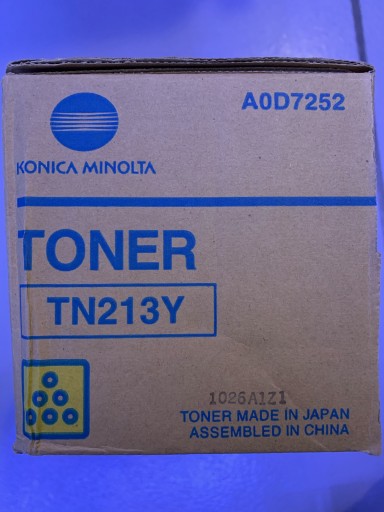 A0D7252
KONICA MINOLTA
TONER
TN213Y
1026A1Z1
TONER MADE IN JAPAN
ASSEMBLED IN CHINA